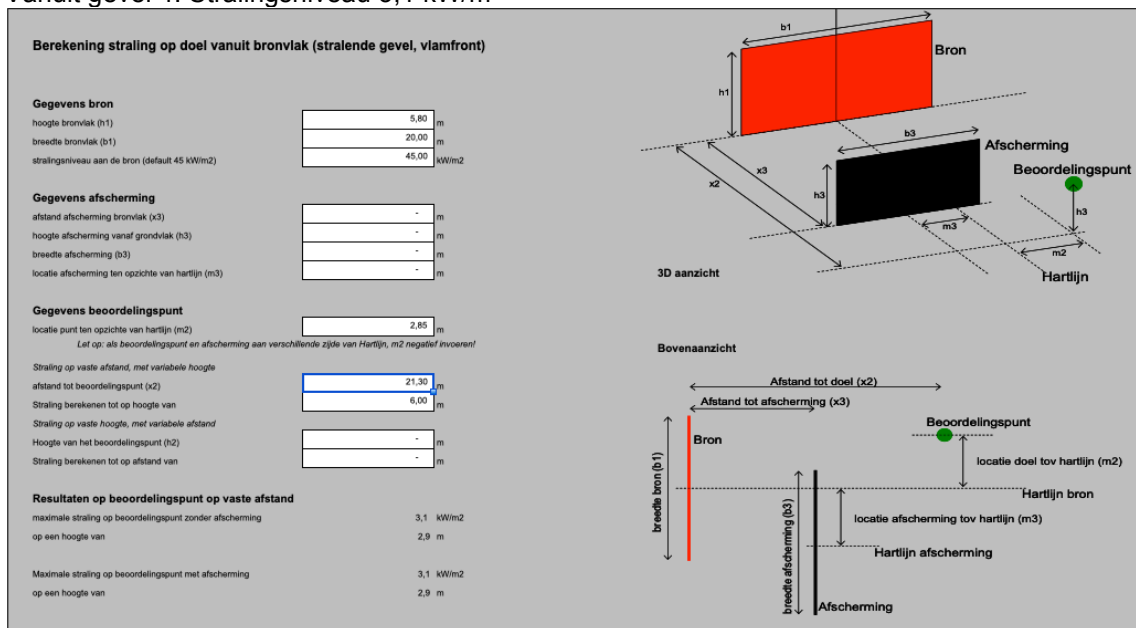 Vanuit gevel 1: Stralingsniveau 3,1 kW/m
Berekening straling op doel vanuit bronvlak (stralende gevel, vlamfront)
Gegevens bron
hoogte bronvlak (h1) 5,80 m
breedte bronvlak (b1) 20,00 m
stralingsniveau aan de bron (default 45 kW/m2) 45,00 kW/m2
Gegevens afscherming
afstand afscherming bronvlak (x3) - m
hoogte afscherming vanaf grondvlak (h3) - m
breedte afscherming (b3) - m
locatie afscherming ten opzichte van hartlijn (m3) - m
Gegevens beoordelingspunt
locatie punt ten opzichte van hartlijn (m2) 2,85 m
Let op: als beoordelingspunt en afscherming aan verschillende zijde van Hartlijn, m2 negatief invoeren!
Straling op vaste afstand, met variabele hoogte
afstand tot beoordelingspunt (x2) 21,30 m
Straling berekenen tot op hoogte van 6,00 m
Straling op vaste hoogte, met variabele afstand
Hoogte van het beoordelingspunt (h2) - m
Straling berekenen tot op afstand van - m
Resultaten op beoordelingspunt op vaste afstand
maximale straling op beoordelingspunt zonder afscherming 3,1 kW/m2
op een hoogte van 2,9 m
Maximale straling op beoordelingspunt met afscherming 3,1 kW/m2
op een hoogte van 2,9 m
b1
Bron
h1
b3
Afscherming
Beoordelingspunt
x3
x2
h3
h3
m3
m2
3D aanzicht
Hartlijn
Bovenaanzicht
Afstand tot doel (x2)
Afstand tot afscherming (x3)
Beoordelingspunt
Bron
breedte bron (b1)
locatie doel tov hartlijn (m2)
Hartlijn bron
breedte afscherming (b3)
locatie afscherming tov hartlijn (m3)
Hartlijn afscherming
Afscherming